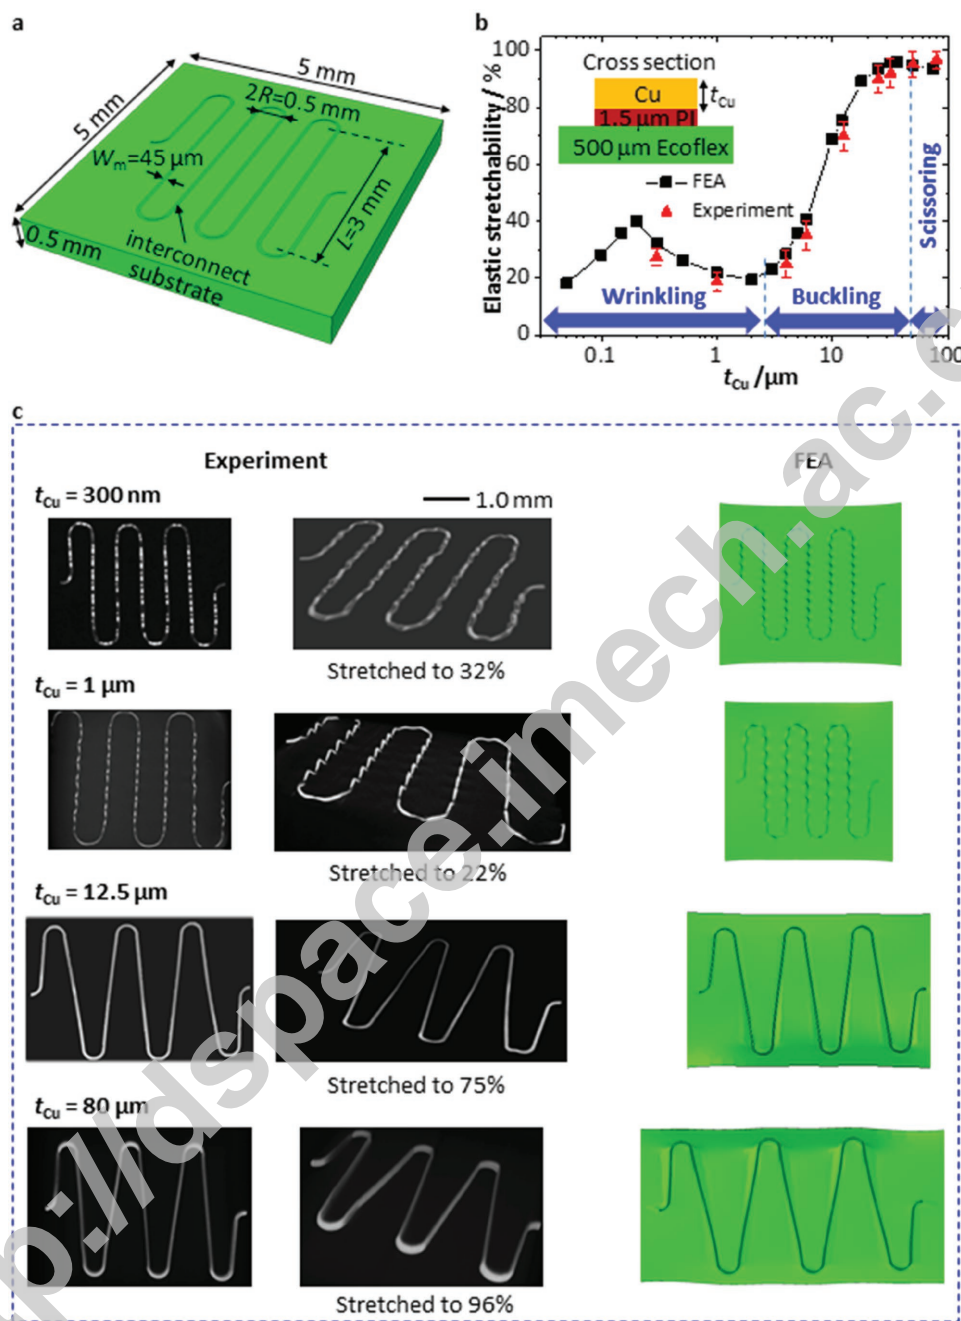 a
5 mm
5 mm
2R=0.5 mm
Wm=45 μm
L=3 mm
0.5 mm
interconnect
substrate
b
Elastic stretchability / %
100
80
60
40
20
0
Cross section
Cu
tCu
1.5 μm PI
500 μm Ecoflex
FEA
Experiment
Wrinkling
Buckling
Scissoring
0.1
1
10
100
tCu /μm
c
Experiment
FEA
tCu = 300 nm
1.0 mm
Stretched to 32%
tCu = 1 μm
Stretched to 22%
tCu = 12.5 μm
Stretched to 75%
tCu = 80 μm
Stretched to 96%
p://dspace.imech.ac.c